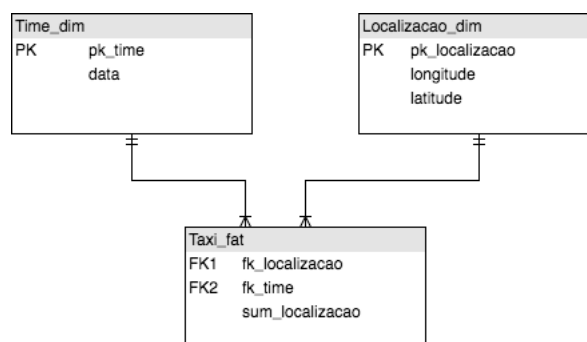 Time_dim
PK pk_time
data
Localizacao_dim
PK pk_localizacao
longitude
latitude
Taxi_fat
FK1 fk_localizacao
FK2 fk_time
sum_localizacao